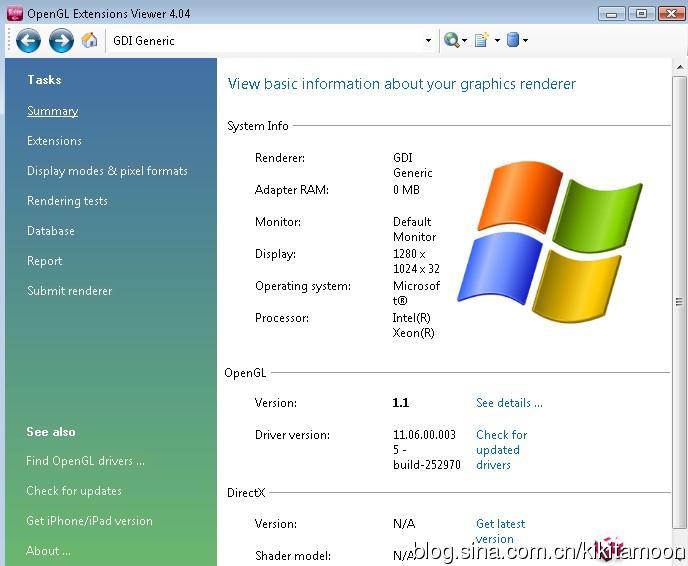 OpenGL Extensions Viewer 4.04
GDI Generic
Tasks
Summary
Extensions
Display modes & pixel formats
Rendering tests
Database
Report
Submit renderer
See also
Find OpenGL drivers ...
Check for updates
Get iPhone/iPad version
About ...
View basic information about your graphics renderer
System Info
Renderer:
GDI
Generic
Adapter RAM:
0 MB
Monitor:
Default
Monitor
Display:
1280 x
1024 x 32
Operating system:
Microsof
t®
Processor:
Intel(R)
Xeon(R)
OpenGL
Version:
1.1
See details ...
Driver version:
11.06.00.003
5 -
build-252970
Check for
updated
drivers
DirectX
Version:
N/A
Get latest
version
Shader model:
N/A
blog.sina.com.cn/kikitamoon